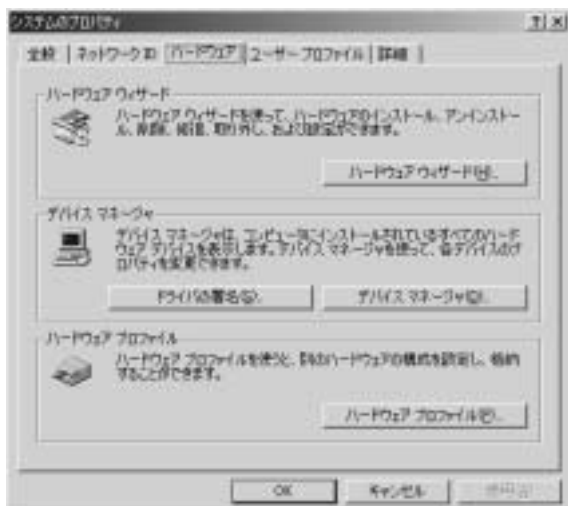 システムのプロパティ
全般 ネットワーク ID ハードウェア ユーザー プロファイル 詳細
ハードウェア ウィザード
ハードウェア ウィザードを使って、ハードウェアのインストール、アンインストー
ル、削除、修復、取り外し、および設定ができます。
ハードウェア ウィザード(H)...
デバイス マネージャ
デバイス マネージャは、コンピュータにインストールされているすべてのハード
ウェア デバイスを表示します。デバイス マネージャを使って、各デバイスのプ
ロパティを変更できます。
ドライバの署名(S)...
デバイス マネージャ(D)...
ハードウェア プロファイル
ハードウェア プロファイルを使うと、別のハードウェアの構成を設定し、格納
することができます。
ハードウェア プロファイル(P)...
OK キャンセル 適用(A)